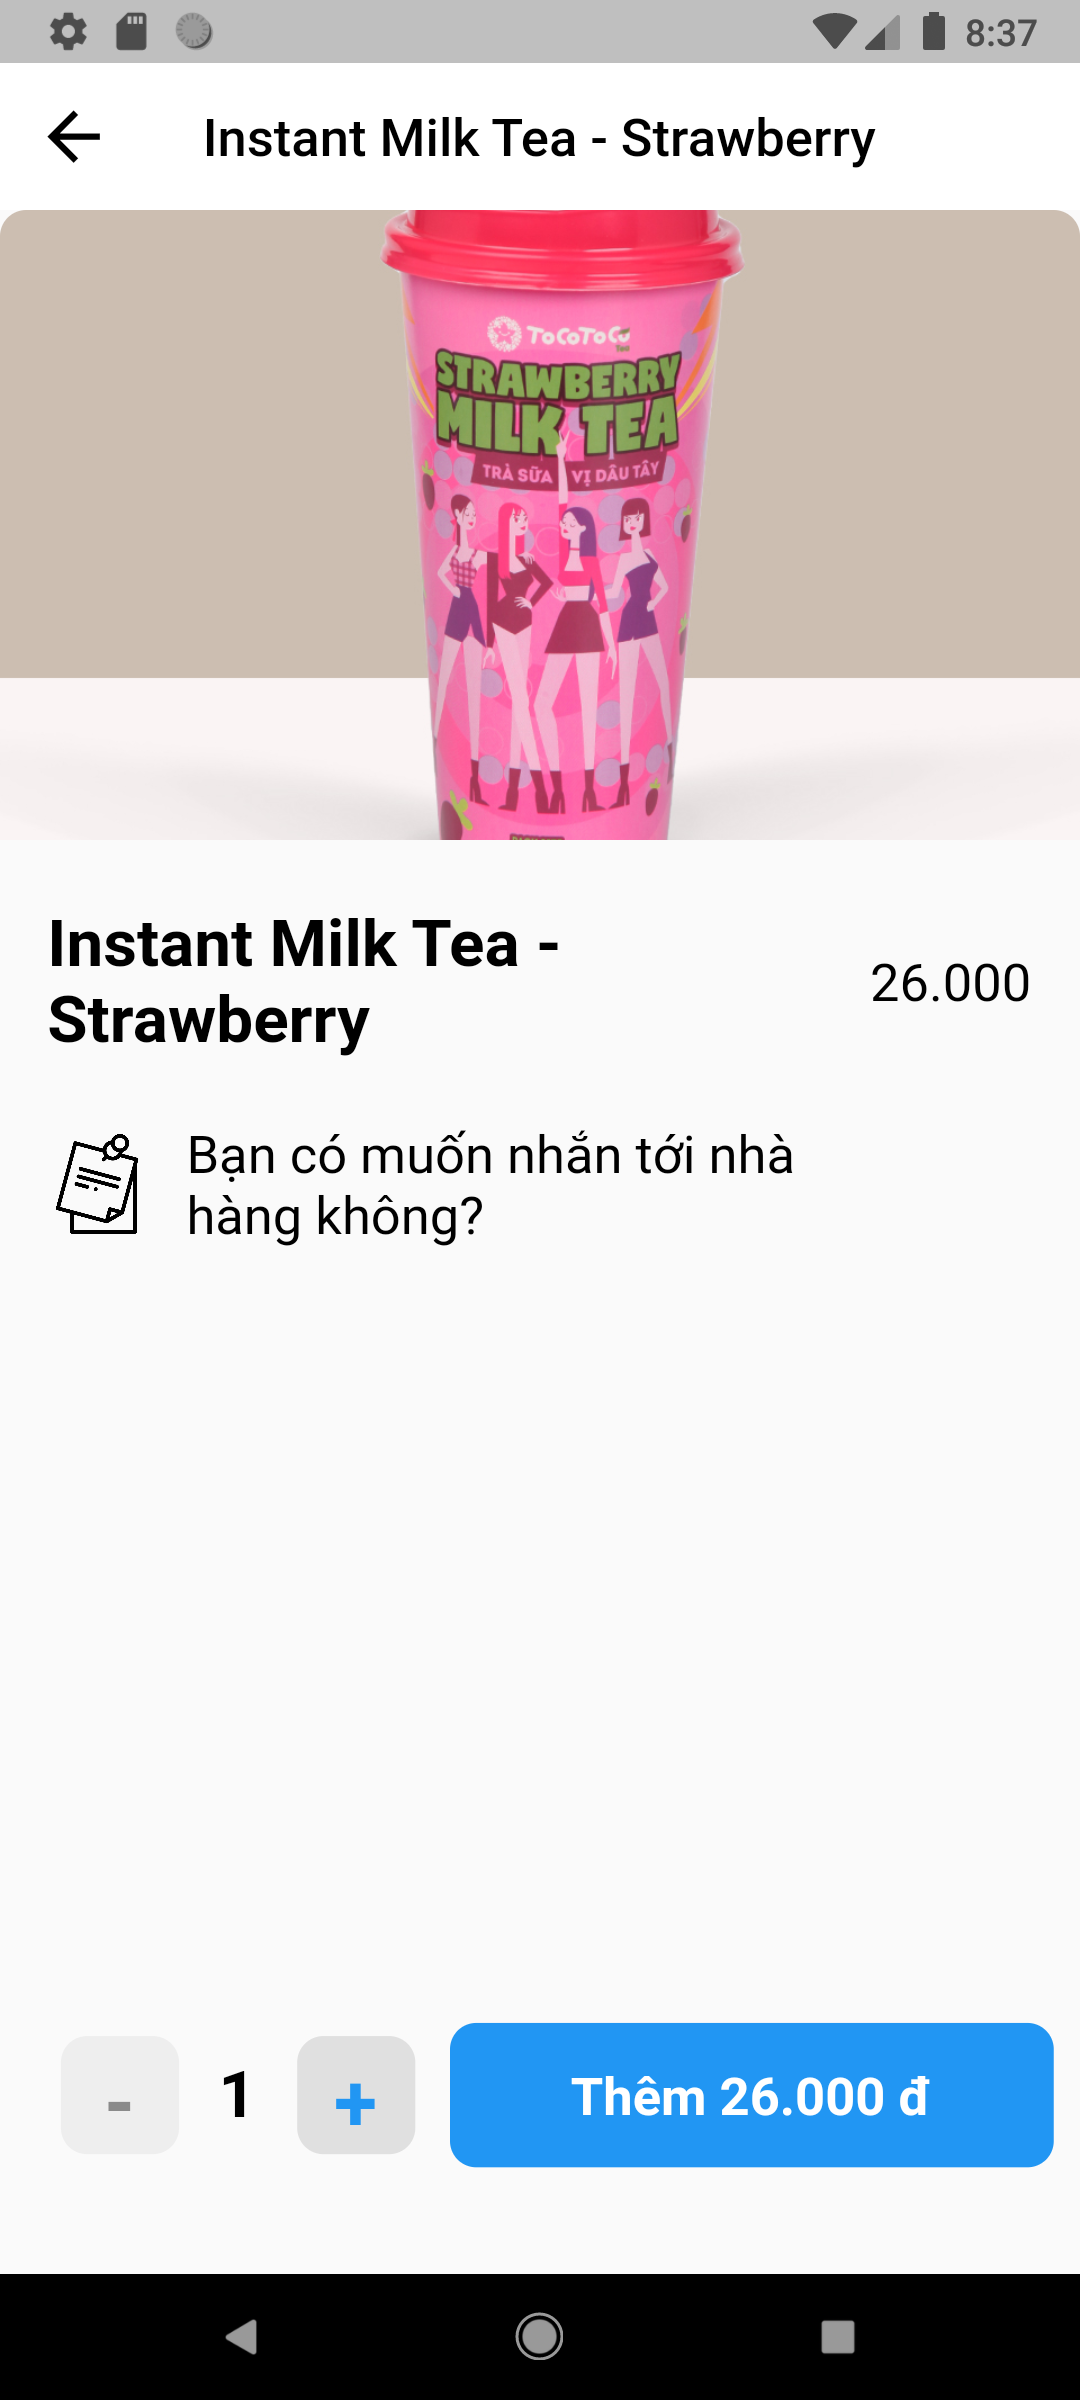 8:37
Instant Milk Tea - Strawberry
ToCoToCo
Tea
STRAWBERRY
MILK TEA
TRÀ SỮA VỊ DÂU TÂY
Instant Milk Tea -
Strawberry
26.000
Bạn có muốn nhắn tới nhà
hàng không?
- 1 +
Thêm 26.000 đ